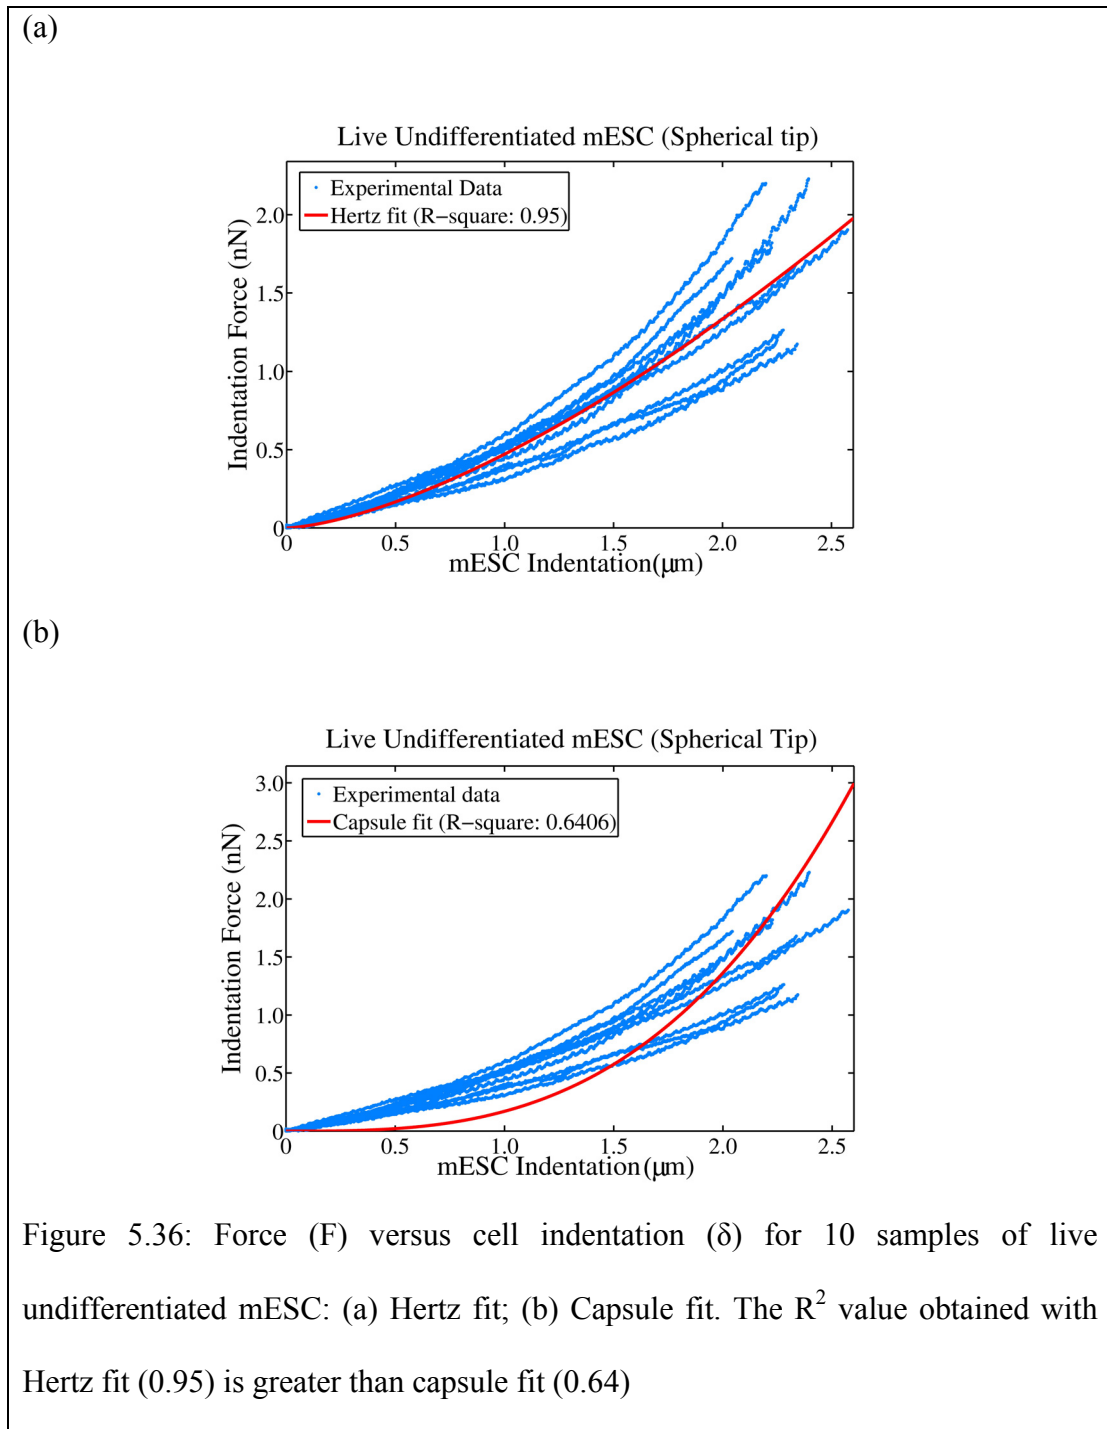 (a)
Live Undifferentiated mESC (Spherical tip)
Experimental Data
Hertz fit (R−square: 0.95)
Indentation Force (nN)
2.0
1.5
1.0
0.5
0
0 0.5 1.0 1.5 2.0 2.5
mESC Indentation(μm)
(b)
Live Undifferentiated mESC (Spherical Tip)
Experimental data
Capsule fit (R−square: 0.6406)
Indentation Force (nN)
3.0
2.5
2.0
1.5
1.0
0.5
0
0 0.5 1.0 1.5 2.0 2.5
mESC Indentation(μm)
Figure 5.36: Force (F) versus cell indentation (δ) for 10 samples of live
undifferentiated mESC: (a) Hertz fit; (b) Capsule fit. The R² value obtained with
Hertz fit (0.95) is greater than capsule fit (0.64)